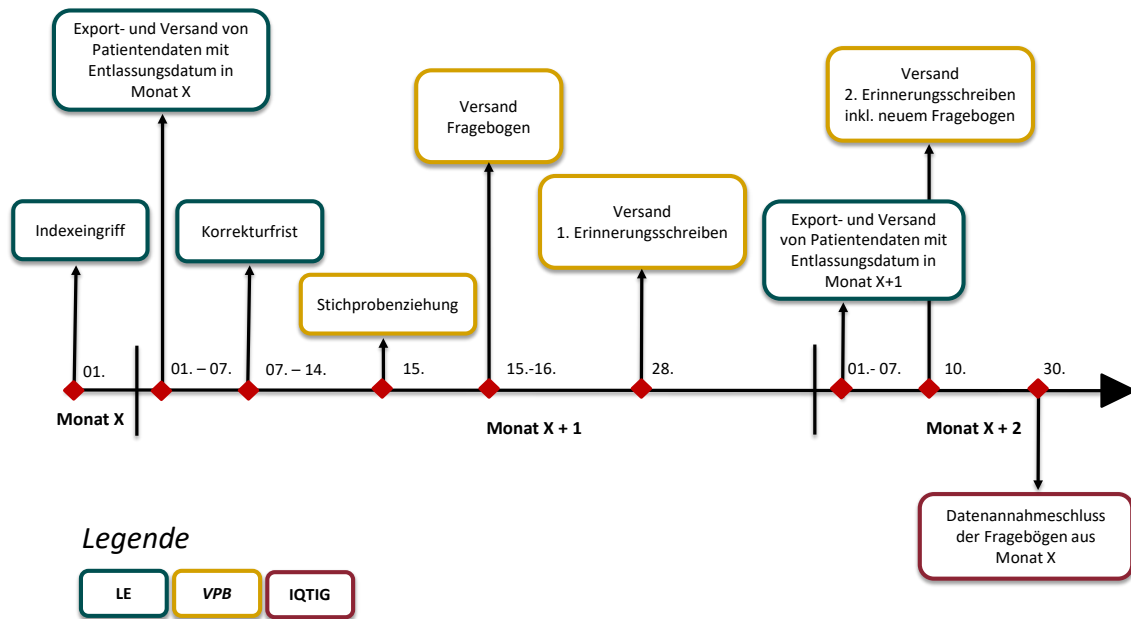 Export- und Versand von
Patientendaten mit
Entlassungsdatum in
Monat X
Versand
Fragebogen
Versand
2. Erinnerungsschreiben
inkl. neuem Fragebogen
Indexeingriff
Korrekturfrist
Versand
1. Erinnerungsschreiben
Export- und Versand
von Patientendaten mit
Entlassungsdatum in
Monat X+1
Stichprobenziehung
01.
01. – 07.
07. – 14.
15.
15.-16.
28.
01.- 07.
10.
30.
Monat X
Monat X + 1
Monat X + 2
Datenannahmeschluss
der Fragebögen aus
Monat X
Legende
LE
VPB
IQTIG